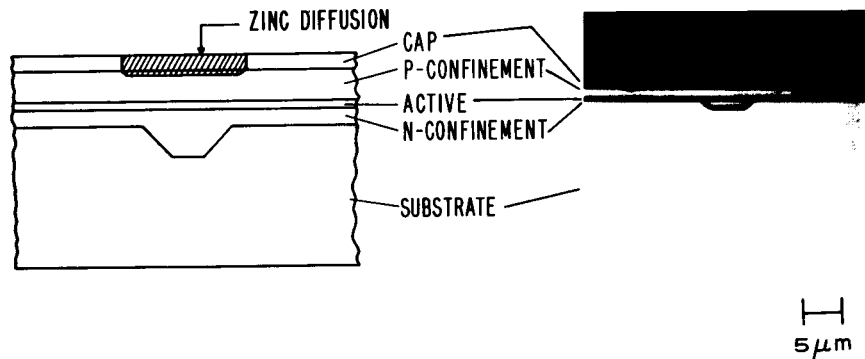 ZINC DIFFUSION
CAP
P-CONFINEMENT
ACTIVE
N-CONFINEMENT
SUBSTRATE
5μm